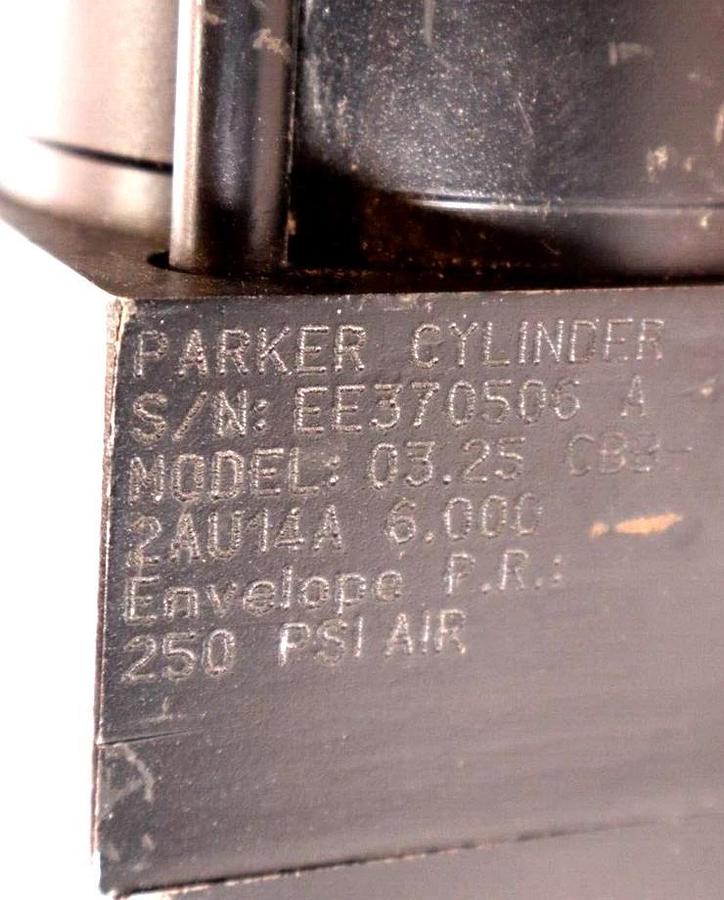 PARKER CYLINDER
S/N: EE370506 A
MODEL: 03.25 CBB-
2AU14A 6.000
Envelope P.R.:
250 PSI AIR